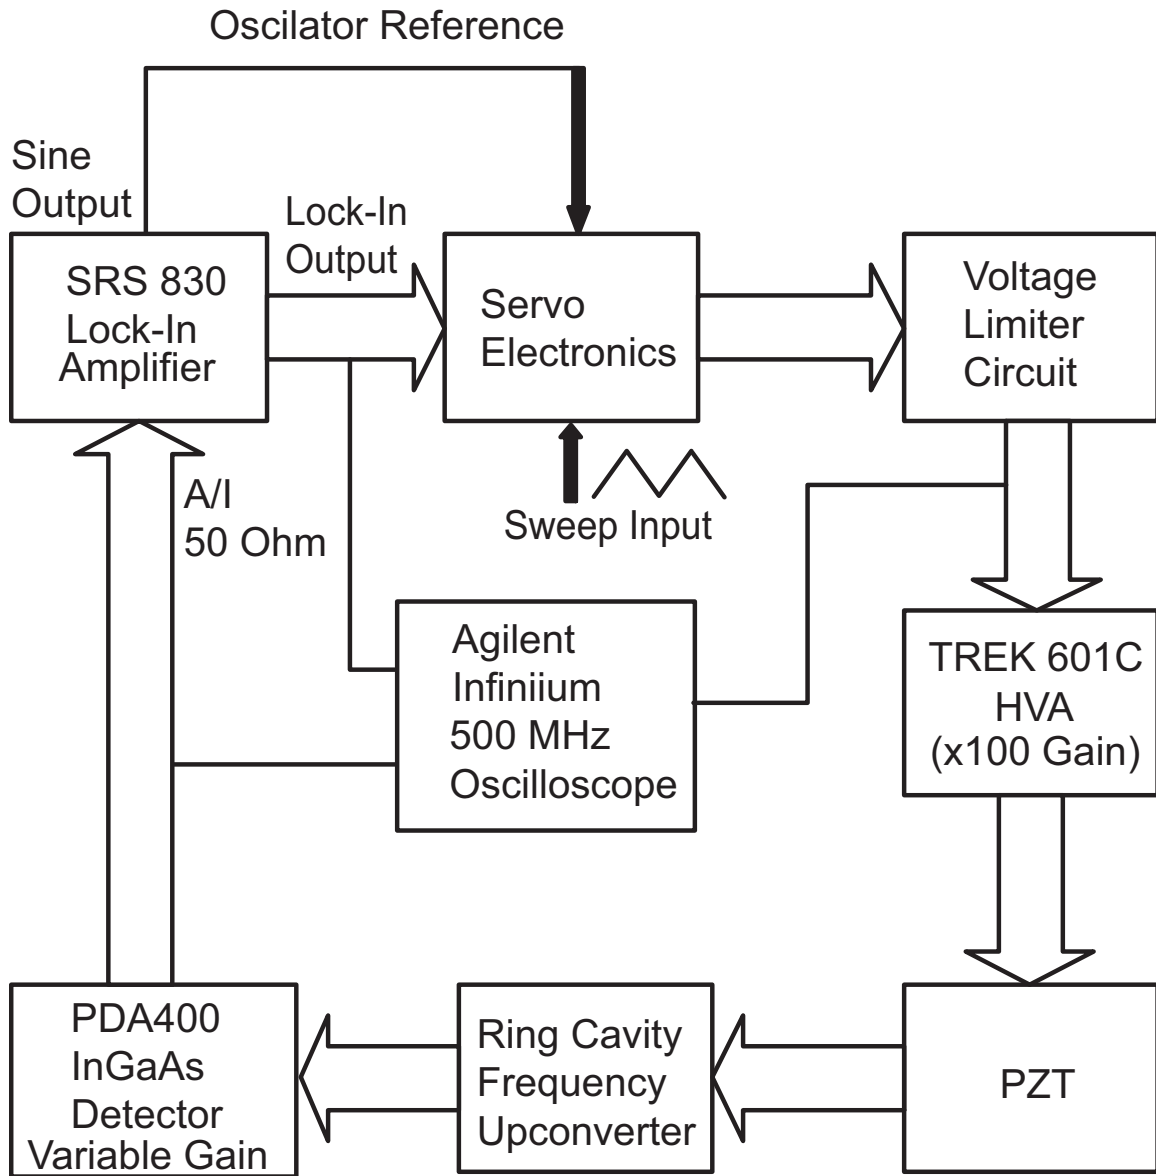 Oscilator Reference
Sine
Output
Lock-In
Output
SRS 830
Lock-In
Amplifier
Servo
Electronics
Voltage
Limiter
Circuit
A/I
50 Ohm
Sweep Input
Agilent
Infiniium
500 MHz
Oscilloscope
TREK 601C
HVA
(x100 Gain)
PDA400
InGaAs
Detector
Variable Gain
Ring Cavity
Frequency
Upconverter
PZT